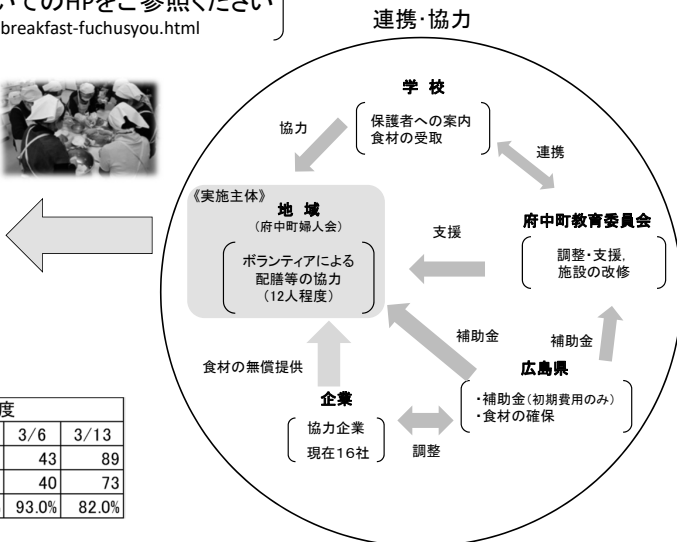 いてのHPをご参照ください
breakfast-fuchusyou.html
連携・協力
学 校
保護者への案内
食材の受取
協力
連携
《実施主体》
地 域
(府中町婦人会)
ボランティアによる
配膳等の協力
(12人程度)
支援
府中町教育委員会
調整・支援,
施設の改修
補助金
補助金
食材の無償提供
広島県
・補助金(初期費用のみ)
・食材の確保
企業
協力企業
現在16社
調整
度
3/6 3/13
43 89
40 73
93.0% 82.0%